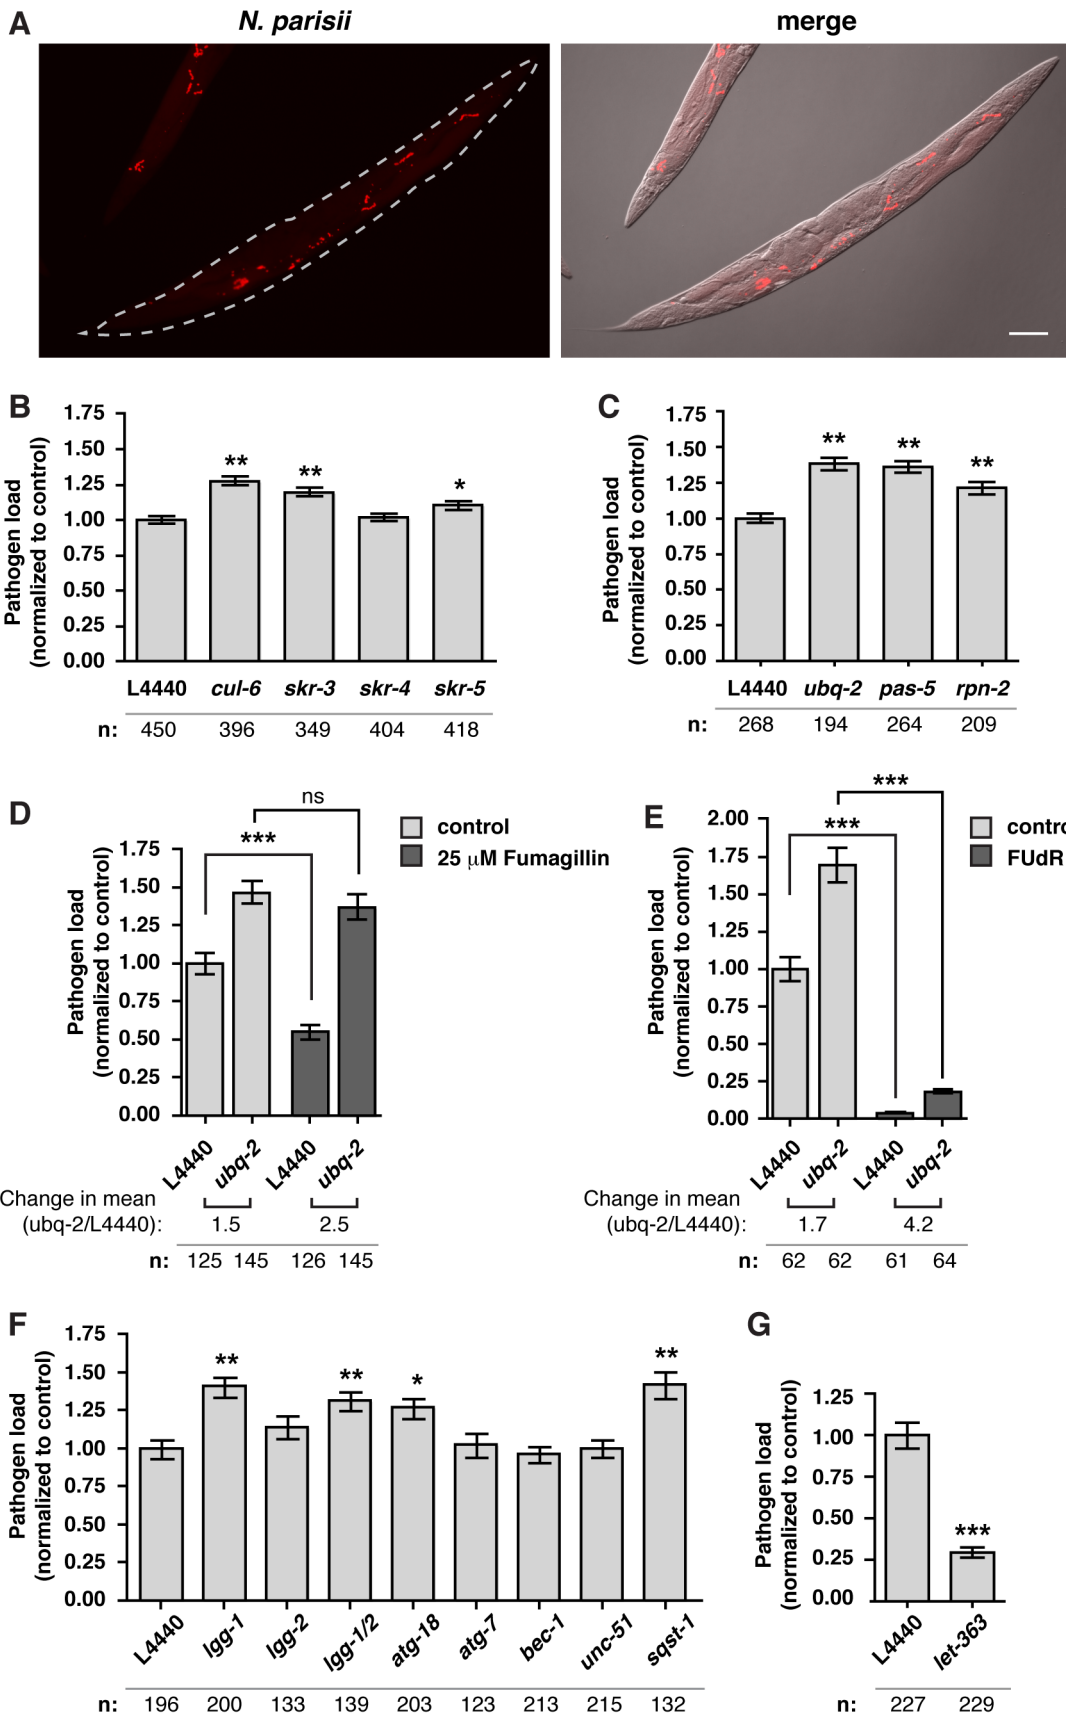 A
N. parisii
merge
B
Pathogen load
(normalized to control)
1.75
1.50
1.25
1.00
0.75
0.50
0.25
0.00
**
**
*
L4440 cul-6 skr-3 skr-4 skr-5
n: 450 396 349 404 418
C
Pathogen load
(normalized to control)
1.75
1.50
1.25
1.00
0.75
0.50
0.25
0.00
**
**
**
L4440 ubq-2 pas-5 rpn-2
n: 268 194 264 209
D
Pathogen load
(normalized to control)
1.75
1.50
1.25
1.00
0.75
0.50
0.25
0.00
***
ns
control
25 μM Fumagillin
L4440 ubq-2 L4440 ubq-2
Change in mean
(ubq-2/L4440): 1.5 2.5
n: 125 145 126 145
E
Pathogen load
(normalized to control)
2.00
1.75
1.50
1.25
1.00
0.75
0.50
0.25
0.00
***
***
contro
FUdR
L4440 ubq-2 L4440 ubq-2
Change in mean
(ubq-2/L4440): 1.7 4.2
n: 62 62 61 64
F
Pathogen load
(normalized to control)
1.75
1.50
1.25
1.00
0.75
0.50
0.25
0.00
**
**
*
**
L4440 lgg-1 lgg-2 lgg-1/2 atg-18 atg-7 bec-1 unc-51 sqst-1
n: 196 200 133 139 203 123 213 215 132
G
Pathogen load
(normalized to control)
1.25
1.00
0.75
0.50
0.25
0.00
***
L4440 let-363
n: 227 229